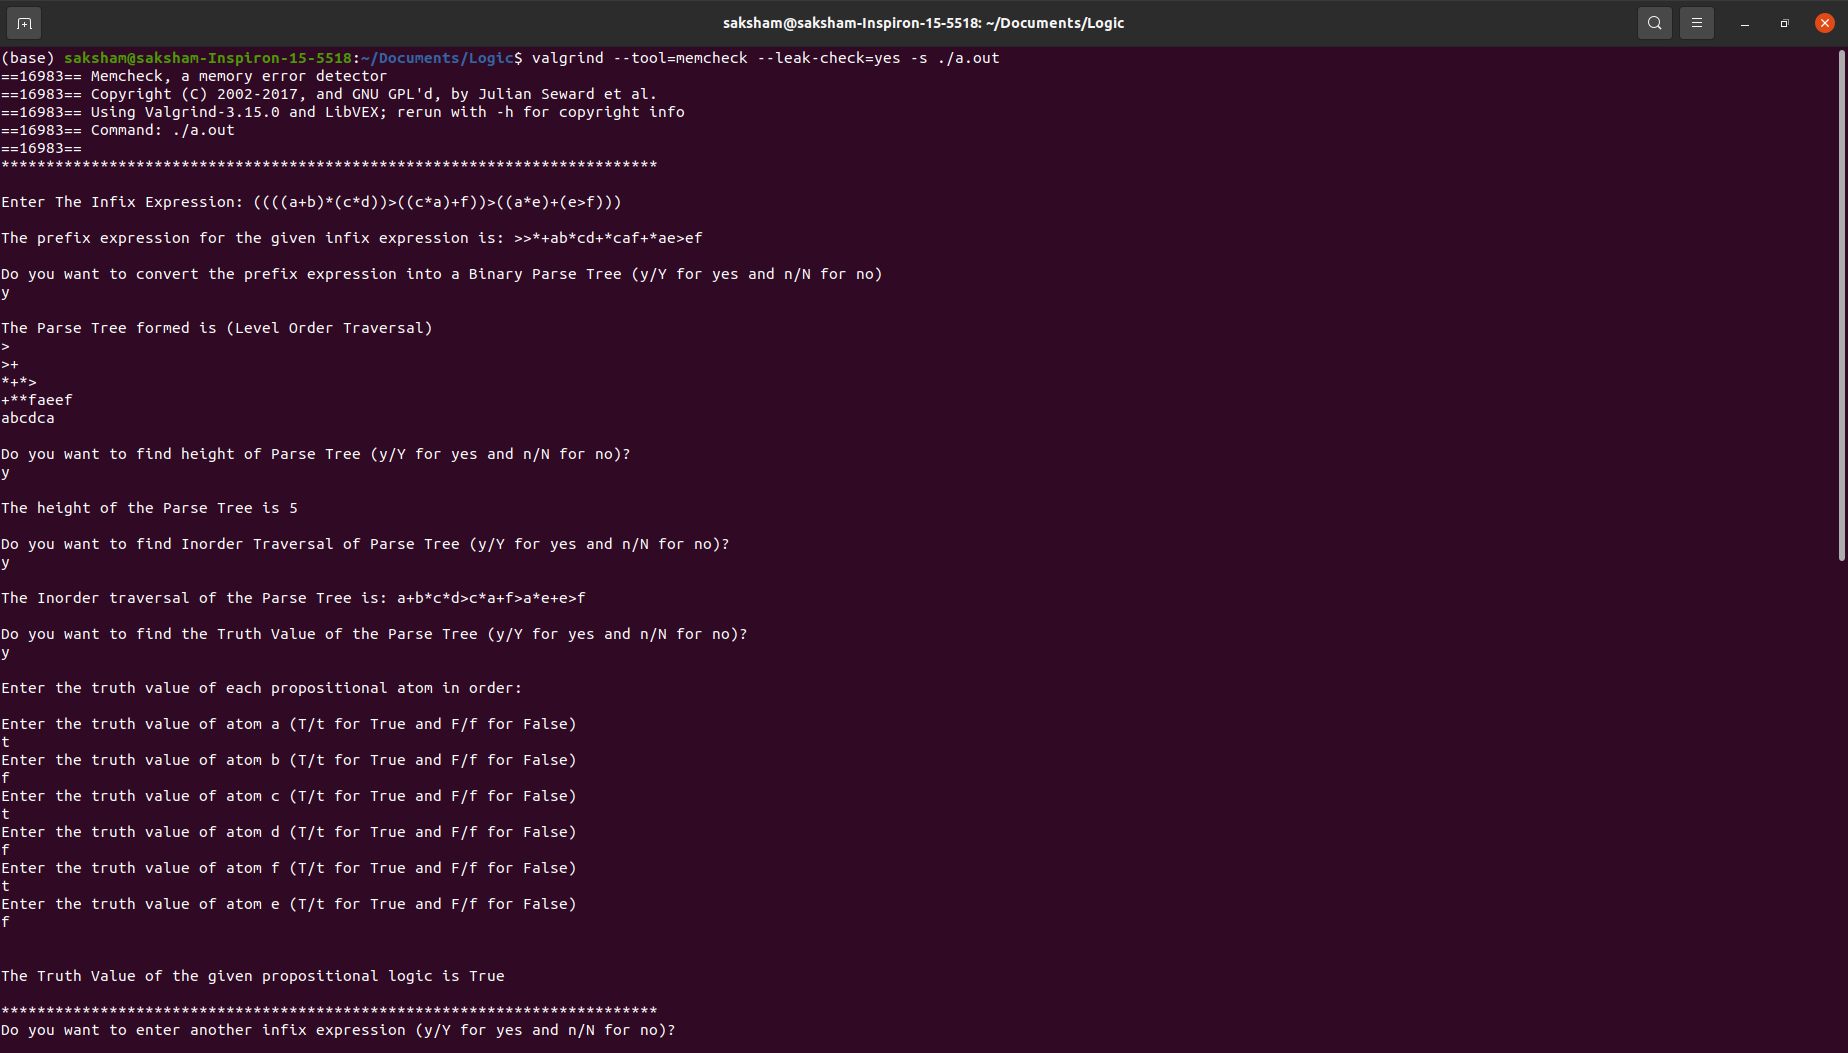 saksham@saksham-Inspiron-15-5518: ~/Documents/Logic
(base) saksham@saksham-Inspiron-15-5518:~/Documents/Logic$ valgrind --tool=memcheck --leak-check=yes -s ./a.out
==16983== Memcheck, a memory error detector
==16983== Copyright (C) 2002-2017, and GNU GPL'd, by Julian Seward et al.
==16983== Using Valgrind-3.15.0 and LibVEX; rerun with -h for copyright info
==16983== Command: ./a.out
==16983==
*************************************************************************
Enter The Infix Expression: ((((a+b)*(c*d))>((c*a)+f))>((a*e)+(e>f)))
The prefix expression for the given infix expression is: >>*+ab*cd+*caf+*ae>ef
Do you want to convert the prefix expression into a Binary Parse Tree (y/Y for yes and n/N for no)
y
The Parse Tree formed is (Level Order Traversal)
>
>+
*+*>
+**faeef
abcdca
Do you want to find height of Parse Tree (y/Y for yes and n/N for no)?
y
The height of the Parse Tree is 5
Do you want to find Inorder Traversal of Parse Tree (y/Y for yes and n/N for no)?
y
The Inorder traversal of the Parse Tree is: a+b*c*d>c*a+f>a*e+e>f
Do you want to find the Truth Value of the Parse Tree (y/Y for yes and n/N for no)?
y
Enter the truth value of each propositional atom in order:
Enter the truth value of atom a (T/t for True and F/f for False)
t
Enter the truth value of atom b (T/t for True and F/f for False)
f
Enter the truth value of atom c (T/t for True and F/f for False)
t
Enter the truth value of atom d (T/t for True and F/f for False)
f
Enter the truth value of atom f (T/t for True and F/f for False)
t
Enter the truth value of atom e (T/t for True and F/f for False)
f
The Truth Value of the given propositional logic is True
*************************************************************************
Do you want to enter another infix expression (y/Y for yes and n/N for no)?